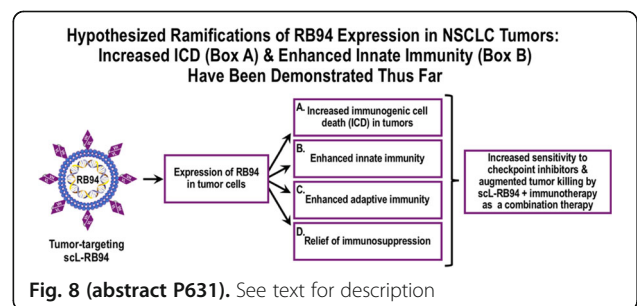 Hypothesized Ramifications of RB94 Expression in NSCLC Tumors:
Increased ICD (Box A) & Enhanced Innate Immunity (Box B)
Have Been Demonstrated Thus Far
RB94
Tumor-targeting
scL-RB94
Expression of RB94
in tumor cells
A. Increased immunogenic cell
death (ICD) in tumors
B.
Enhanced innate immunity
C.
Enhanced adaptive immunity
D.
Relief of immunosuppression
Increased sensitivity to
checkpoint inhibitors &
augmented tumor killing by
scL-RB94 + immunotherapy
as a combination therapy
Fig. 8 (abstract P631). See text for description